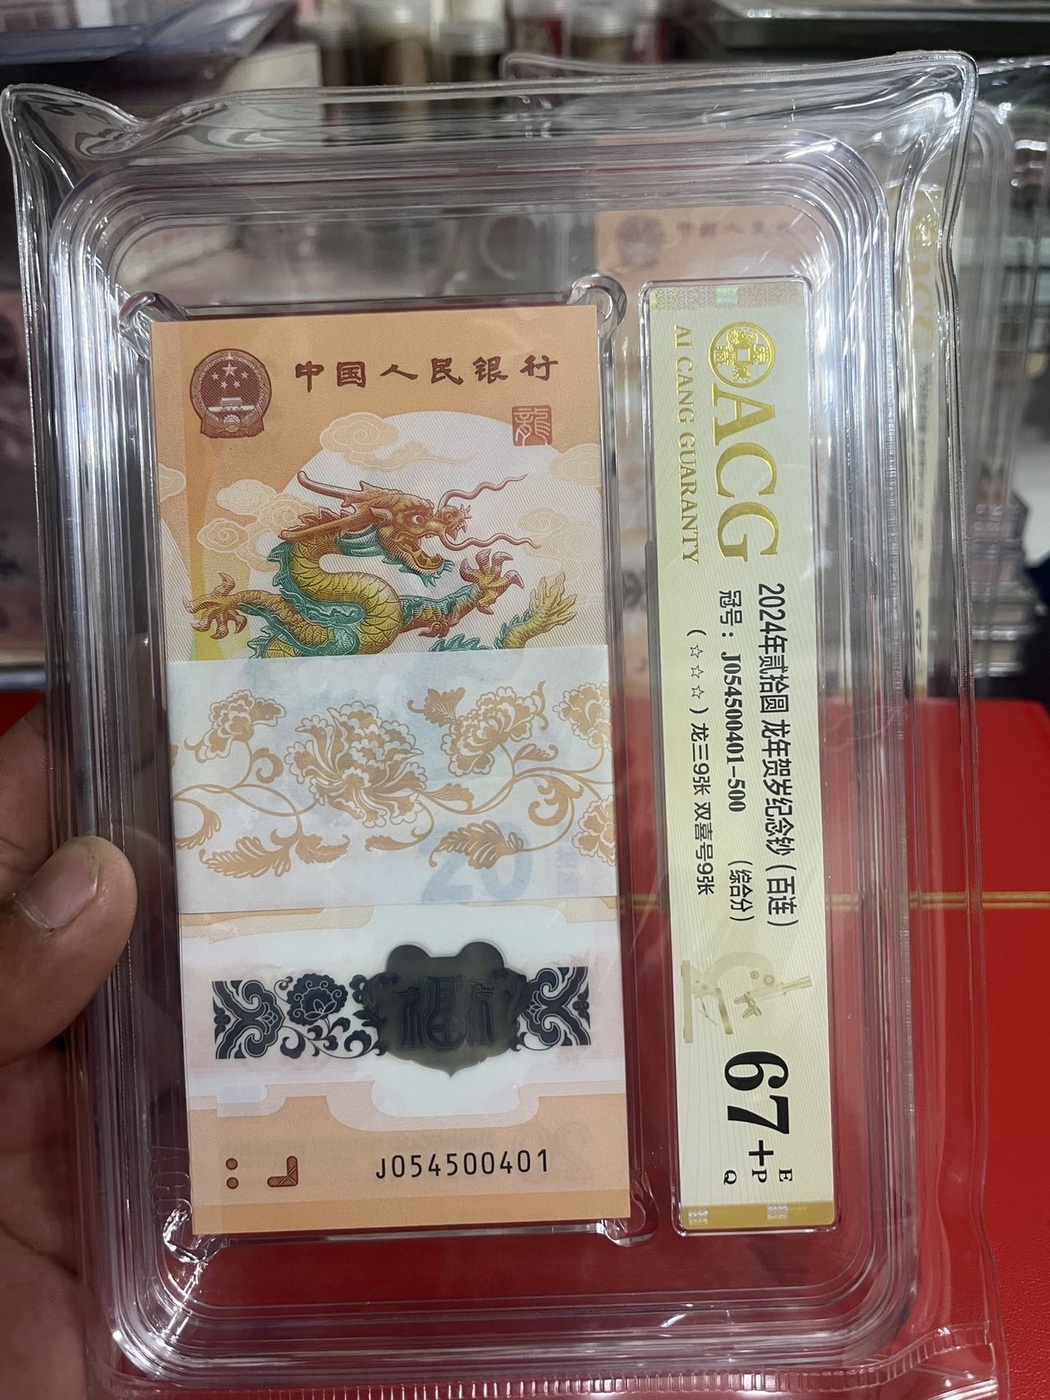 中国人民银行
龍
20
福
J054500401
ACG
AI CANG GUARANTY
2024年贰拾圆 龙年贺岁纪念钞（百连）
冠号：J054500401-500 （综合分）
（☆☆☆）龙三9张 双喜号9张
67+ E
P
Q